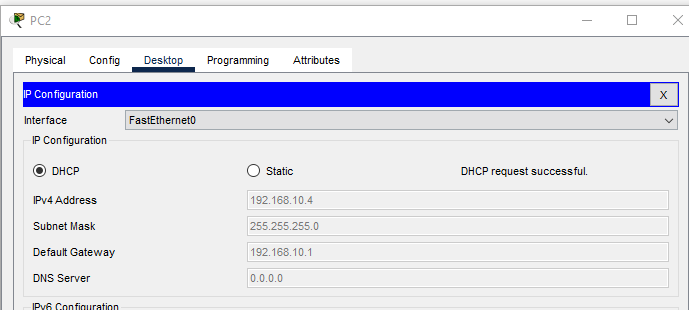 PC2
Physical Config Desktop Programming Attributes
IP Configuration X
Interface FastEthernet0
IP Configuration
DHCP Static DHCP request successful.
IPv4 Address 192.168.10.4
Subnet Mask 255.255.255.0
Default Gateway 192.168.10.1
DNS Server 0.0.0.0
IPv6 Configuration